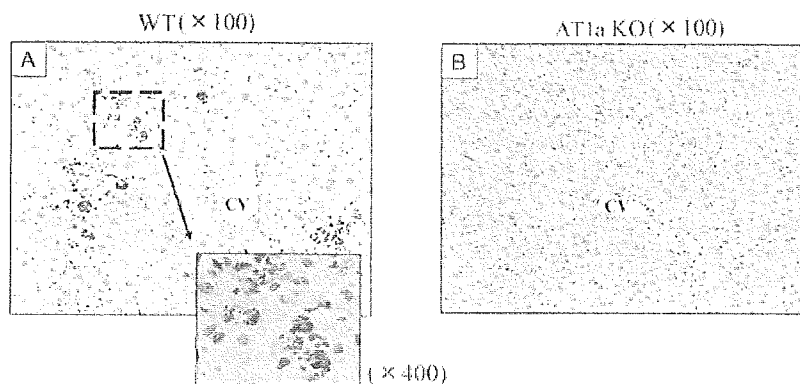 WT(×100)
AT1a KO(×100)
A
B
CV
CV
(×400)